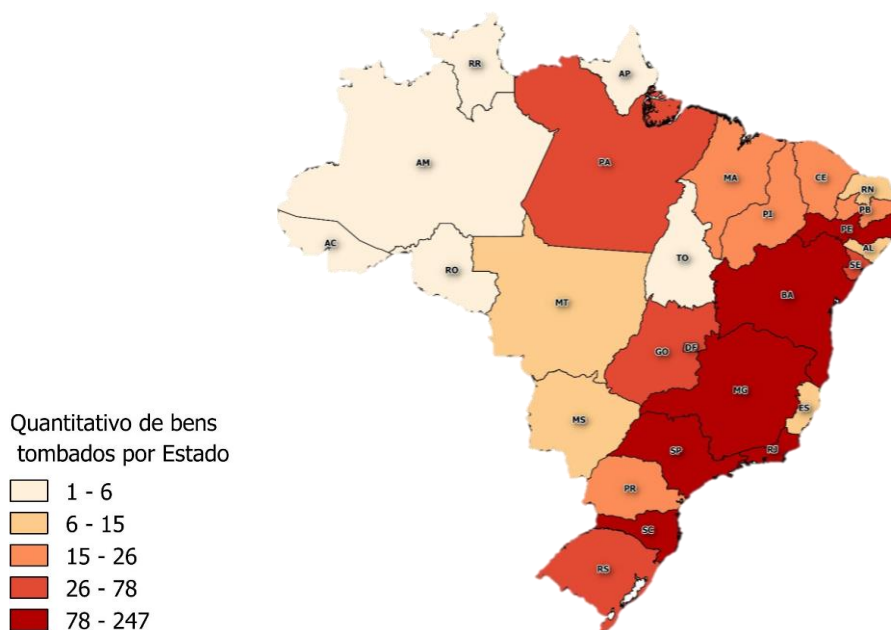 RR
AP
AM
PA
MA
CE
RN
PB
PI
PE
AC
TO
AL
SE
RO
BA
MT
GO
DF
MG
MS
ES
SP
RJ
PR
SC
RS
Quantitativo de bens
tombados por Estado
1 - 6
6 - 15
15 - 26
26 - 78
78 - 247